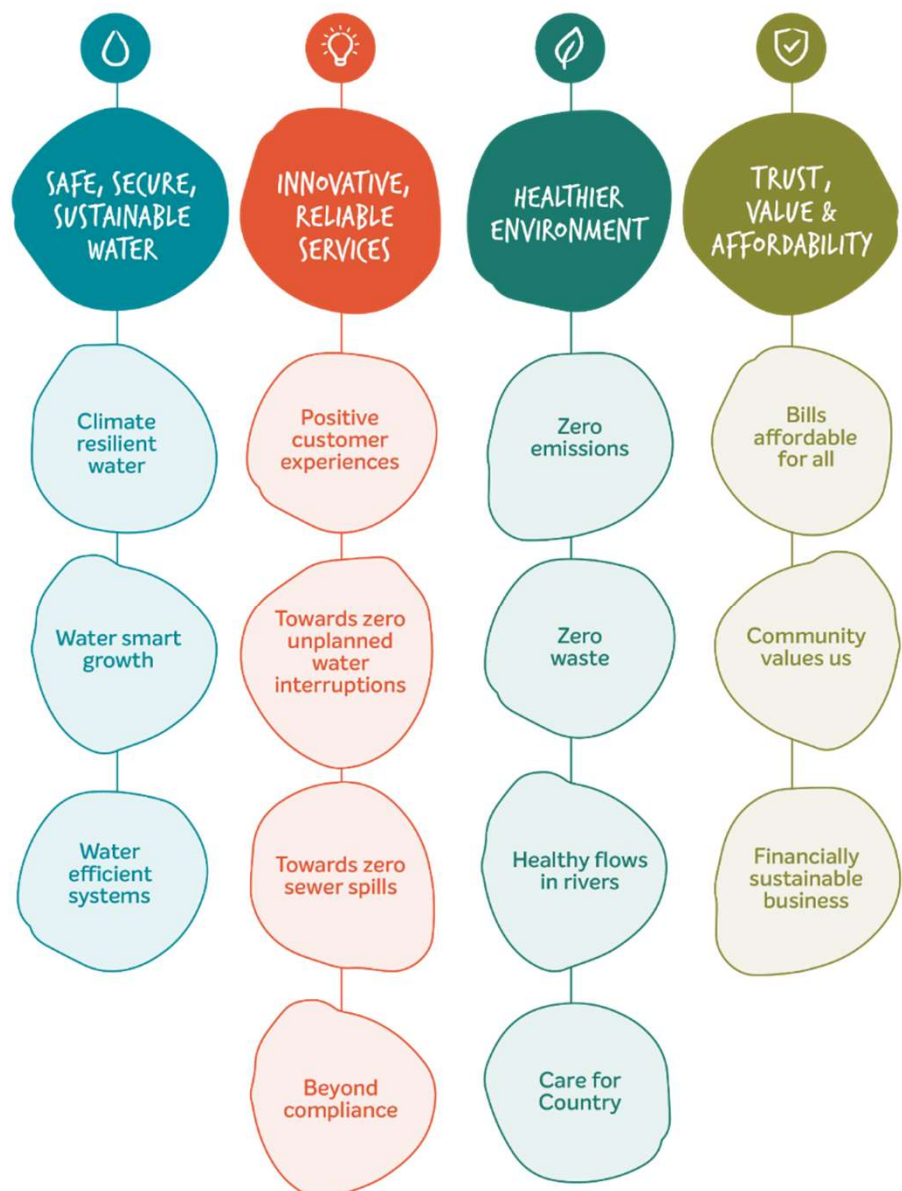 SAFE, SECURE,
SUSTAINABLE
WATER
Climate
resilient
water
Water smart
growth
Water
efficient
systems
INNOVATIVE,
RELIABLE
SERVICES
Positive
customer
experiences
Towards zero
unplanned
water
interruptions
Towards zero
sewer spills
Beyond
compliance
HEALTHIER
ENVIRONMENT
Zero
emissions
Zero
waste
Healthy flows
in rivers
Care for
Country
TRUST,
VALUE &
AFFORDABILITY
Bills
affordable
for all
Community
values us
Financially
sustainable
business